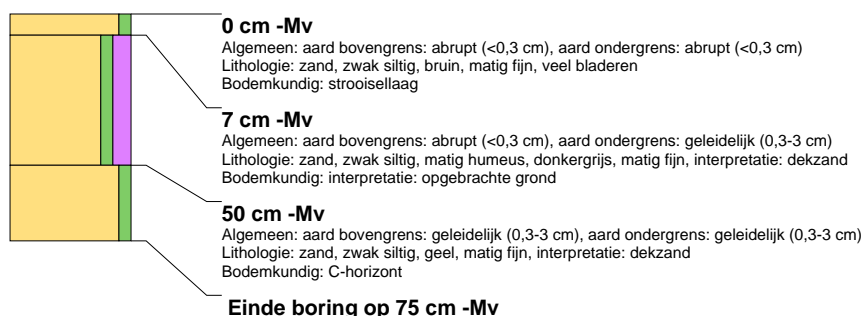 0 cm -Mv
Algemeen: aard bovengrens: abrupt (<0,3 cm), aard ondergrens: abrupt (<0,3 cm)
Lithologie: zand, zwak siltig, bruin, matig fijn, veel bladeren
Bodemkundig: strooisellaag
7 cm -Mv
Algemeen: aard bovengrens: abrupt (<0,3 cm), aard ondergrens: geleidelijk (0,3-3 cm)
Lithologie: zand, zwak siltig, matig humeus, donkergrijs, matig fijn, interpretatie: dekzand
Bodemkundig: interpretatie: opgebrachte grond
50 cm -Mv
Algemeen: aard bovengrens: geleidelijk (0,3-3 cm), aard ondergrens: geleidelijk (0,3-3 cm)
Lithologie: zand, zwak siltig, geel, matig fijn, interpretatie: dekzand
Bodemkundig: C-horizont
Einde boring op 75 cm -Mv